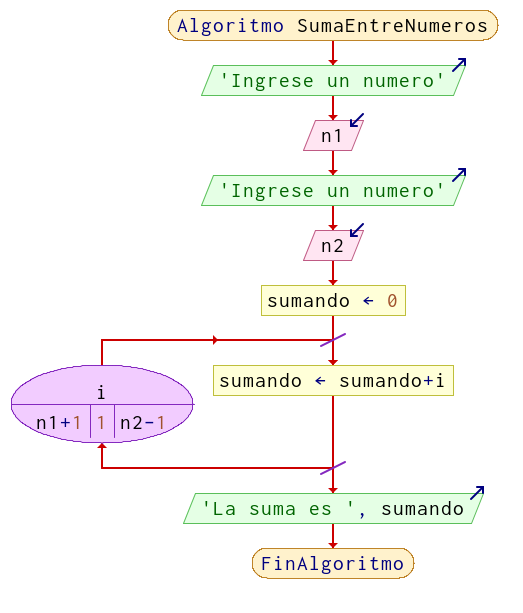 Algoritmo SumaEntreNumeros
'Ingrese un numero'
n1
'Ingrese un numero'
n2
sumando ← 0
sumando ← sumando+i
i
n1+1 1 n2-1
'La suma es ', sumando
FinAlgoritmo